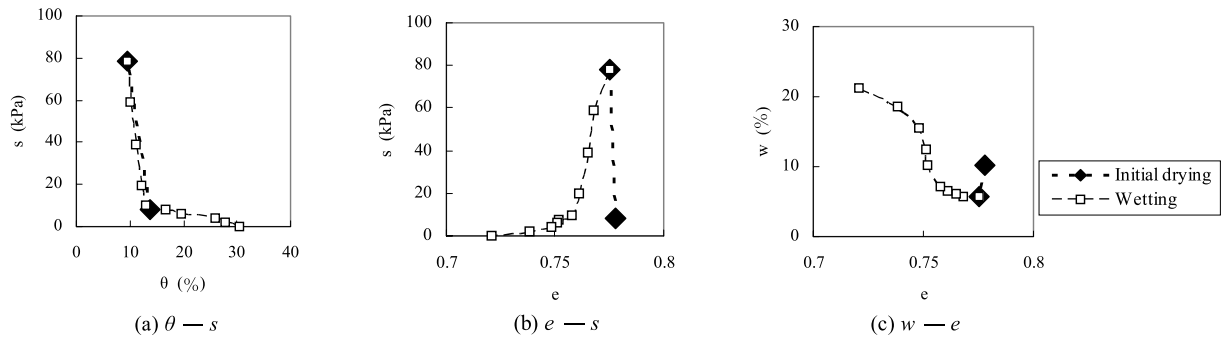 100
80
60
40
20
0
s (kPa)
0
10
20
30
40
θ (%)
(a) θ — s
100
80
60
40
20
0
s (kPa)
0.7
0.75
0.8
e
(b) e — s
30
20
10
0
w (%)
0.7
0.75
0.8
e
(c) w — e
Initial drying
Wetting